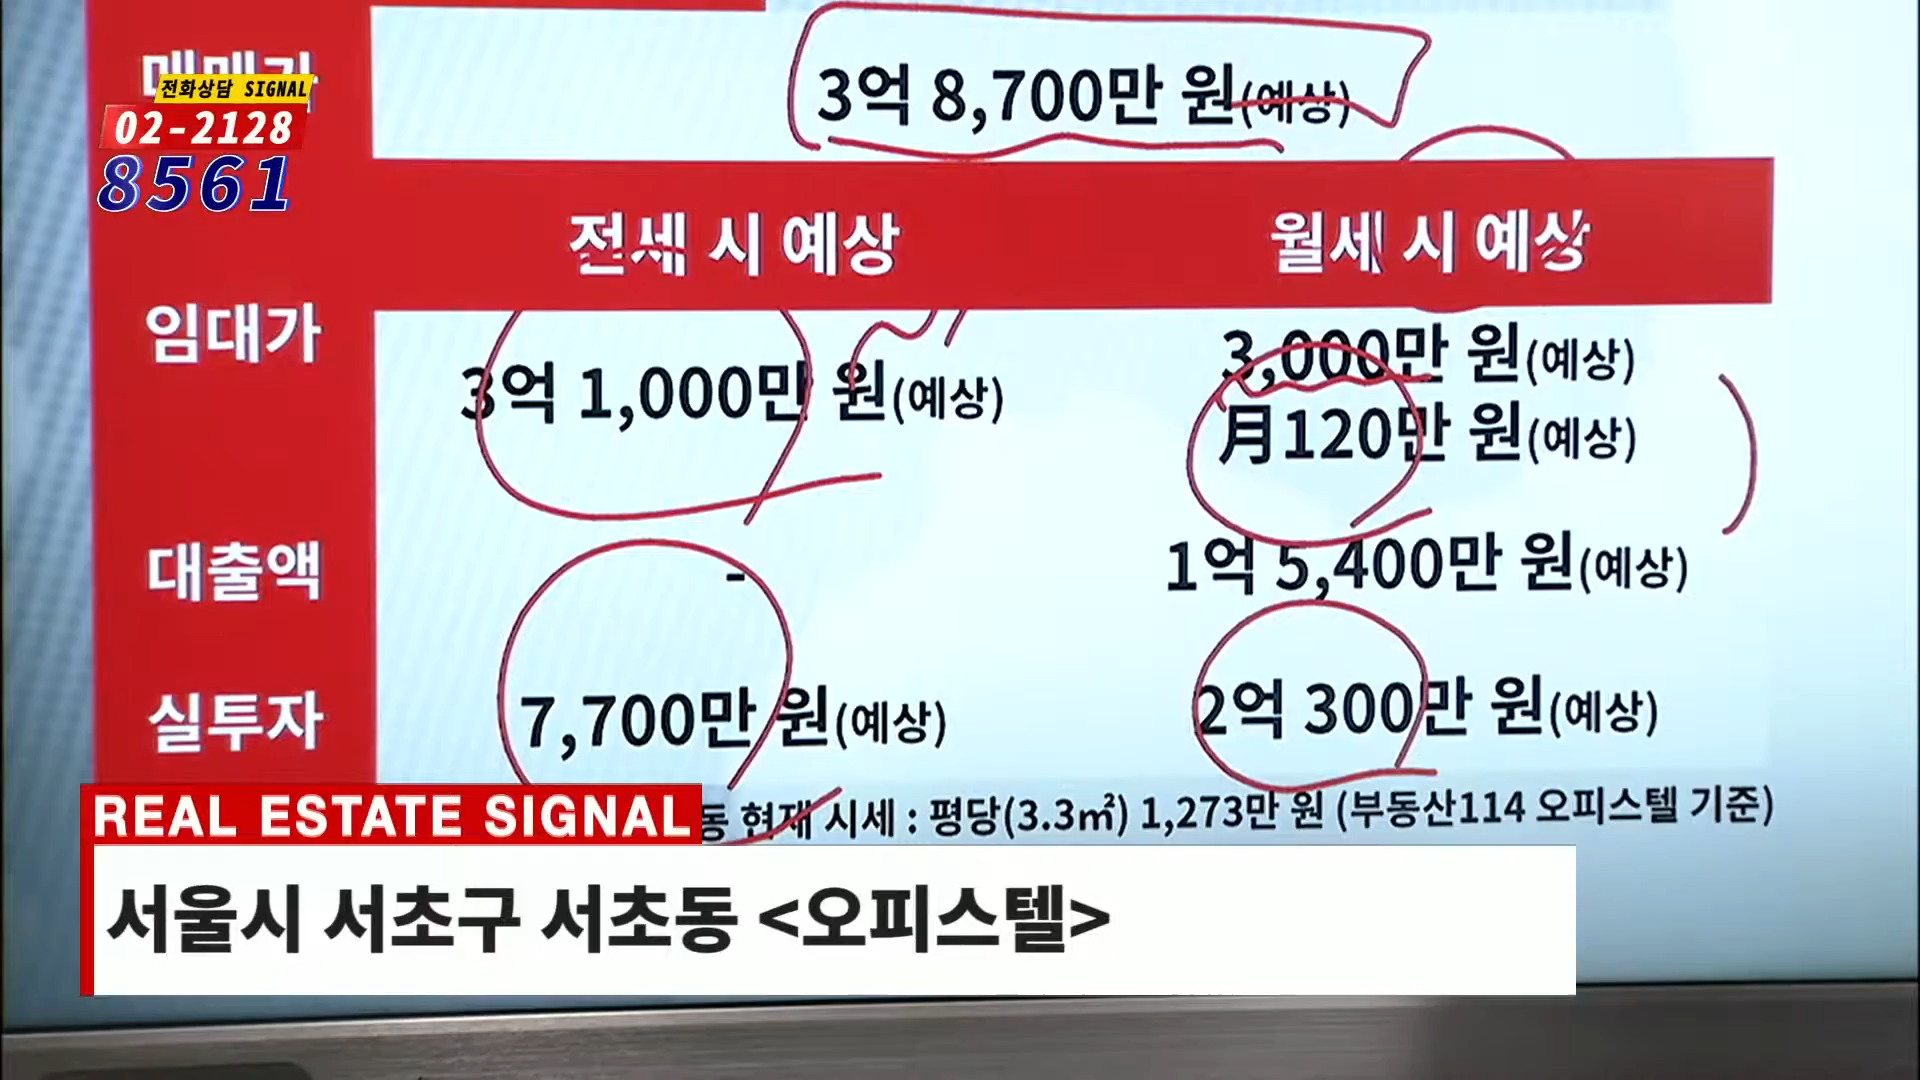 전화상담 SIGNAL
02-2128
8561
3억 8,700만 원(예상)
전세 시 예상
월세 시 예상
임대가
3억 1,000만 원(예상)
3,000만 원(예상)
月120만 원(예상)
대출액
-
1억 5,400만 원(예상)
실투자
7,700만 원(예상)
2억 300만 원(예상)
동 현재 시세 : 평당(3.3㎡) 1,273만 원 (부동산114 오피스텔 기준)
REAL ESTATE SIGNAL
서울시 서초구 서초동 <오피스텔>